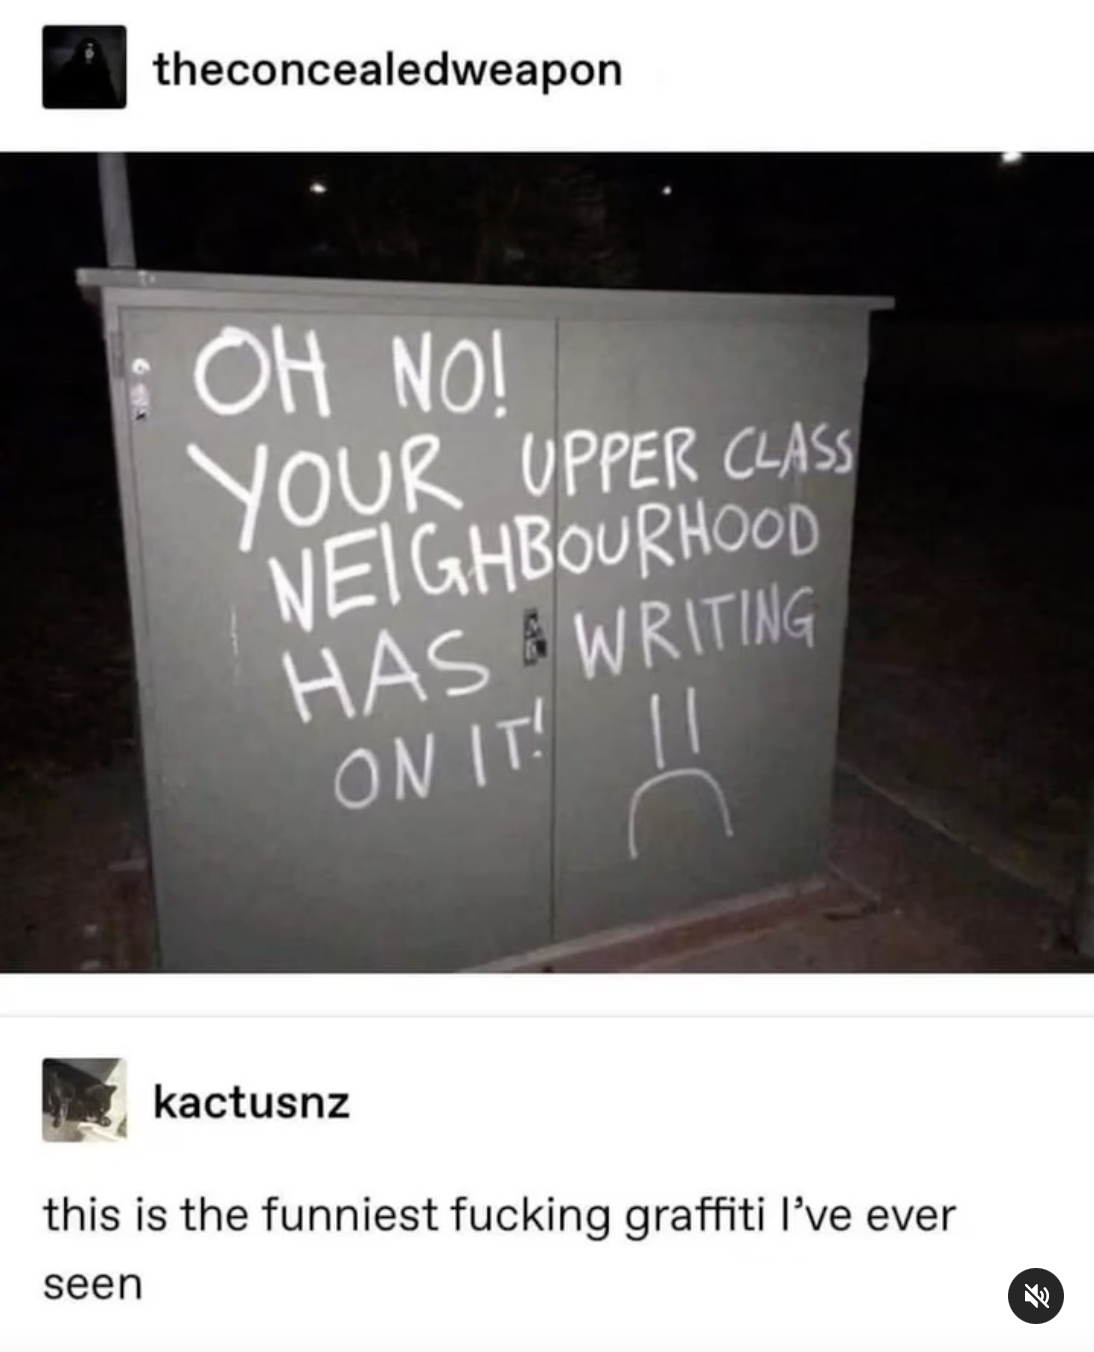 theconcealedweapon
OH NO!
YOUR UPPER CLASS
NEIGHBOURHOOD
HAS WRITING
ON IT!
kactusnz
this is the funniest fucking graffiti I’ve ever
seen